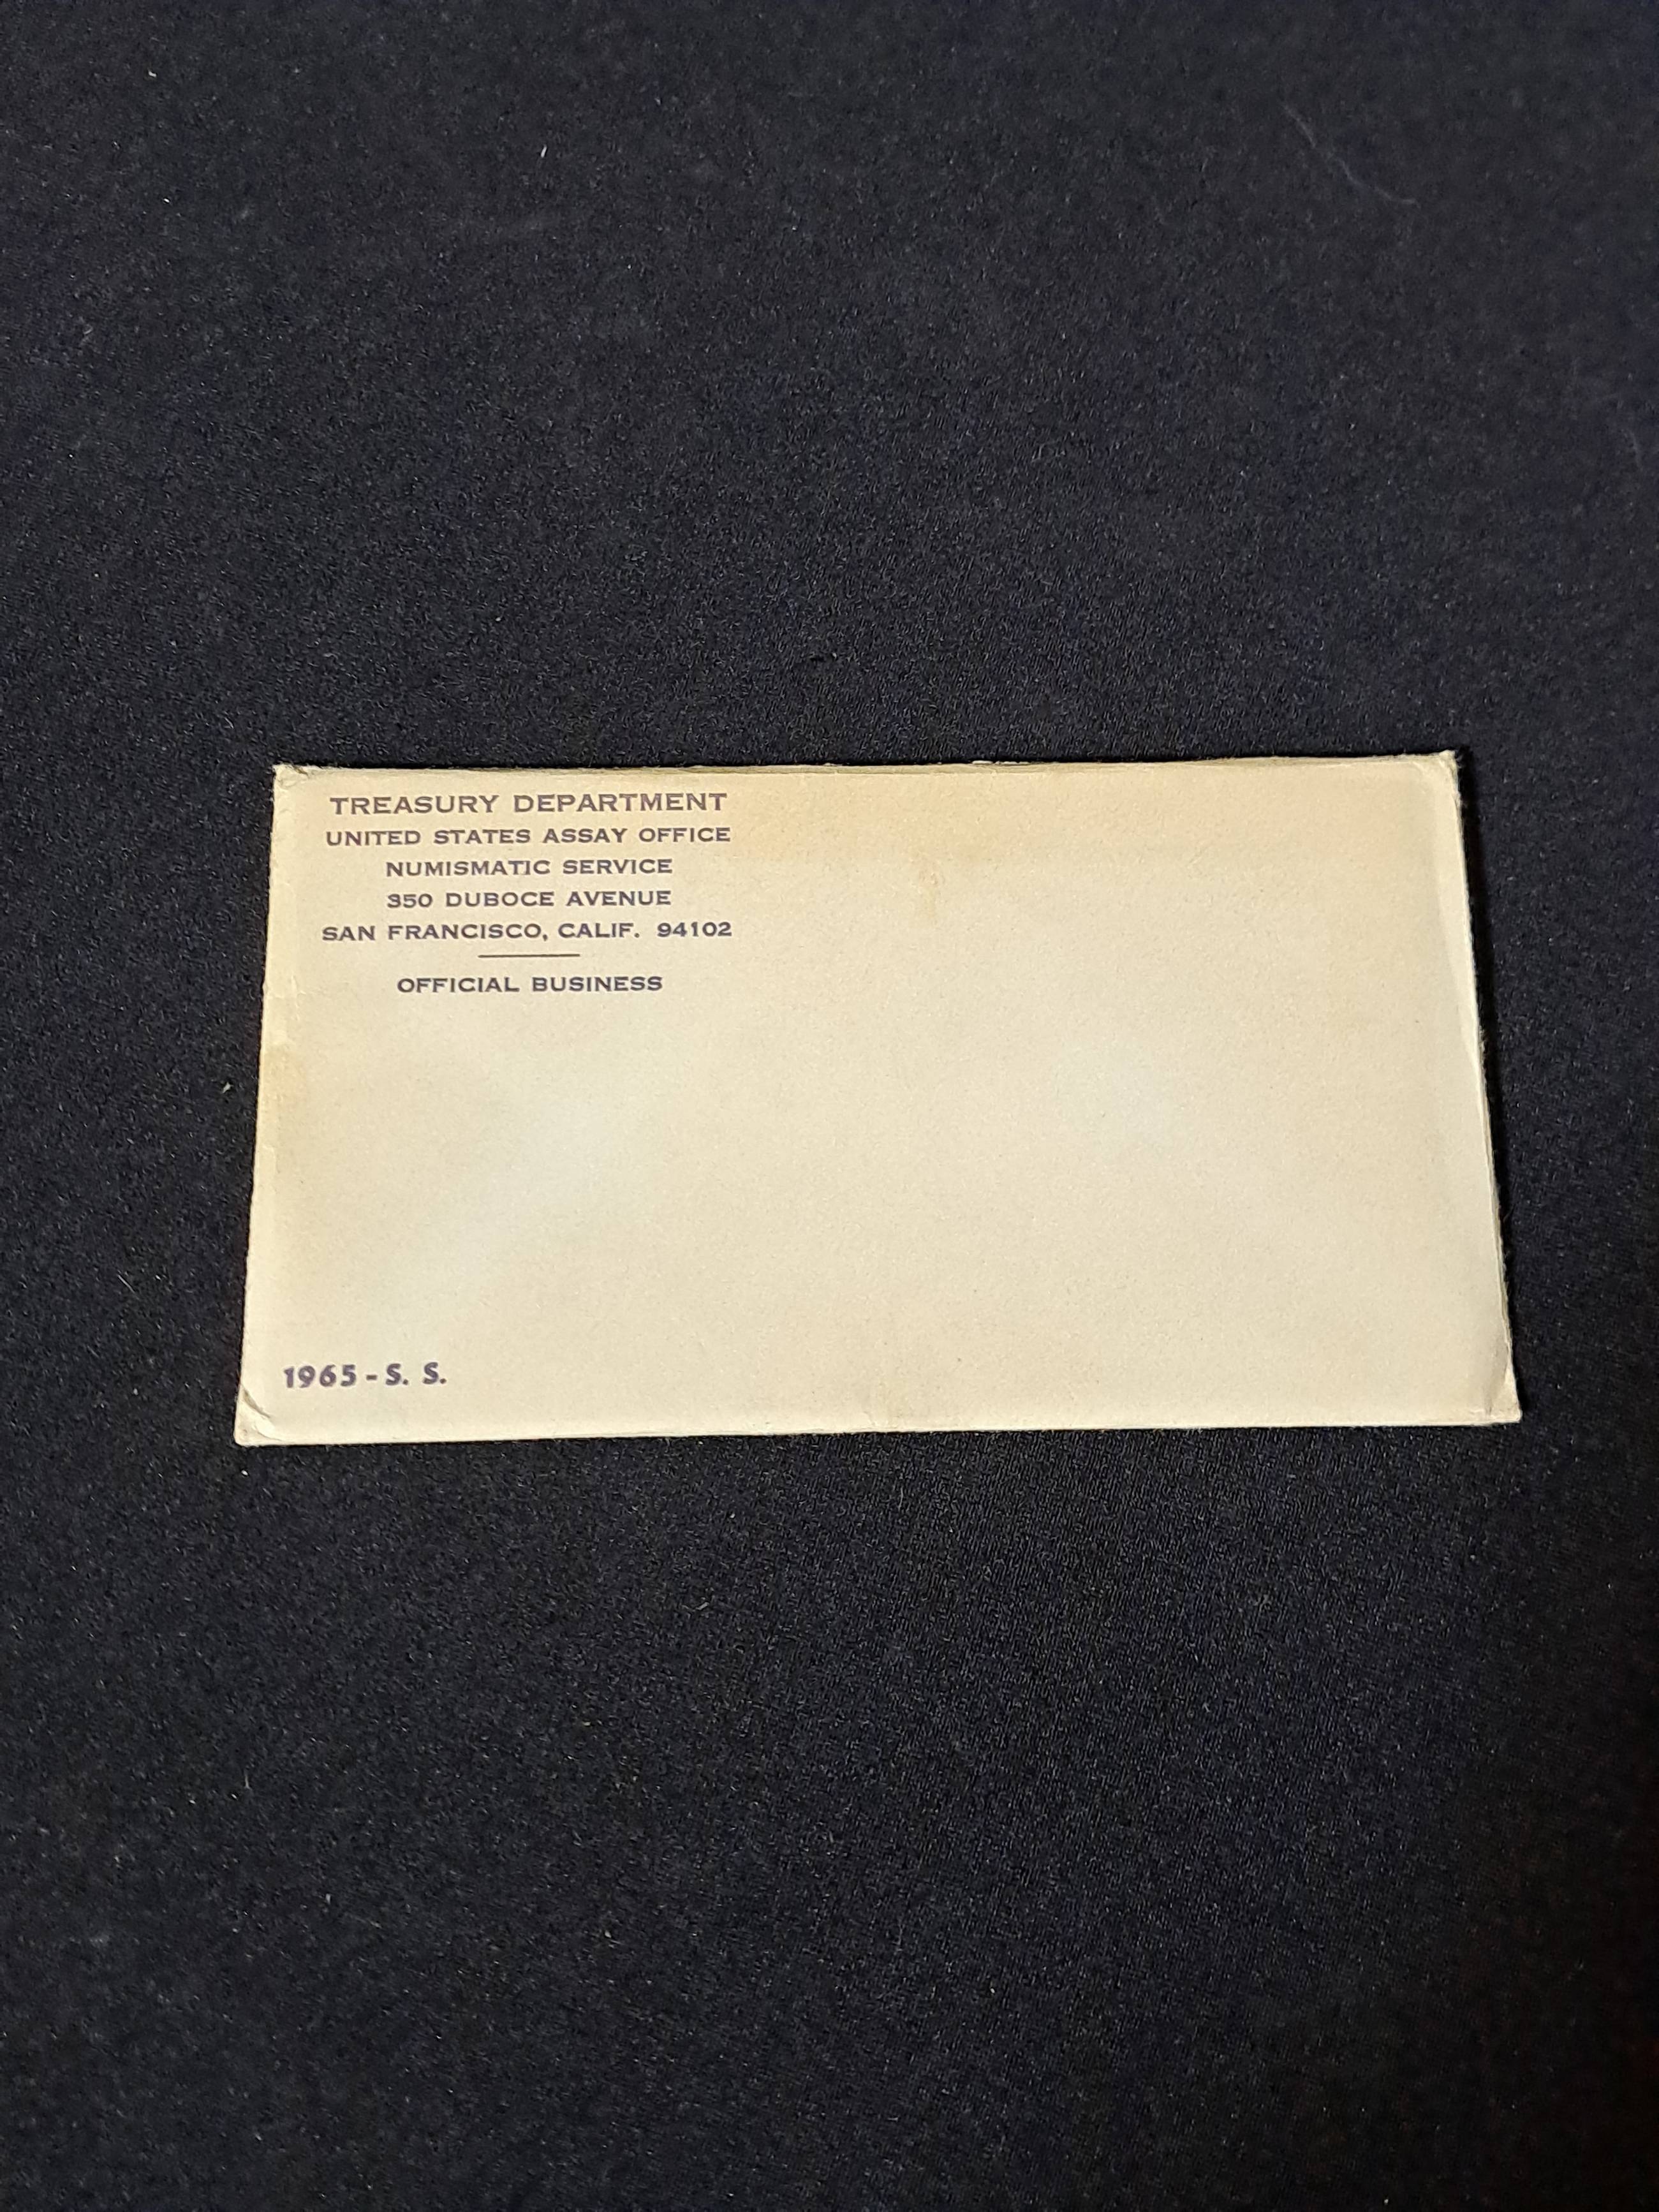 TREASURY DEPARTMENT
UNITED STATES ASSAY OFFICE
NUMISMATIC SERVICE
350 DUBOCE AVENUE
SAN FRANCISCO, CALIF. 94102
OFFICIAL BUSINESS
1965 - S. S.